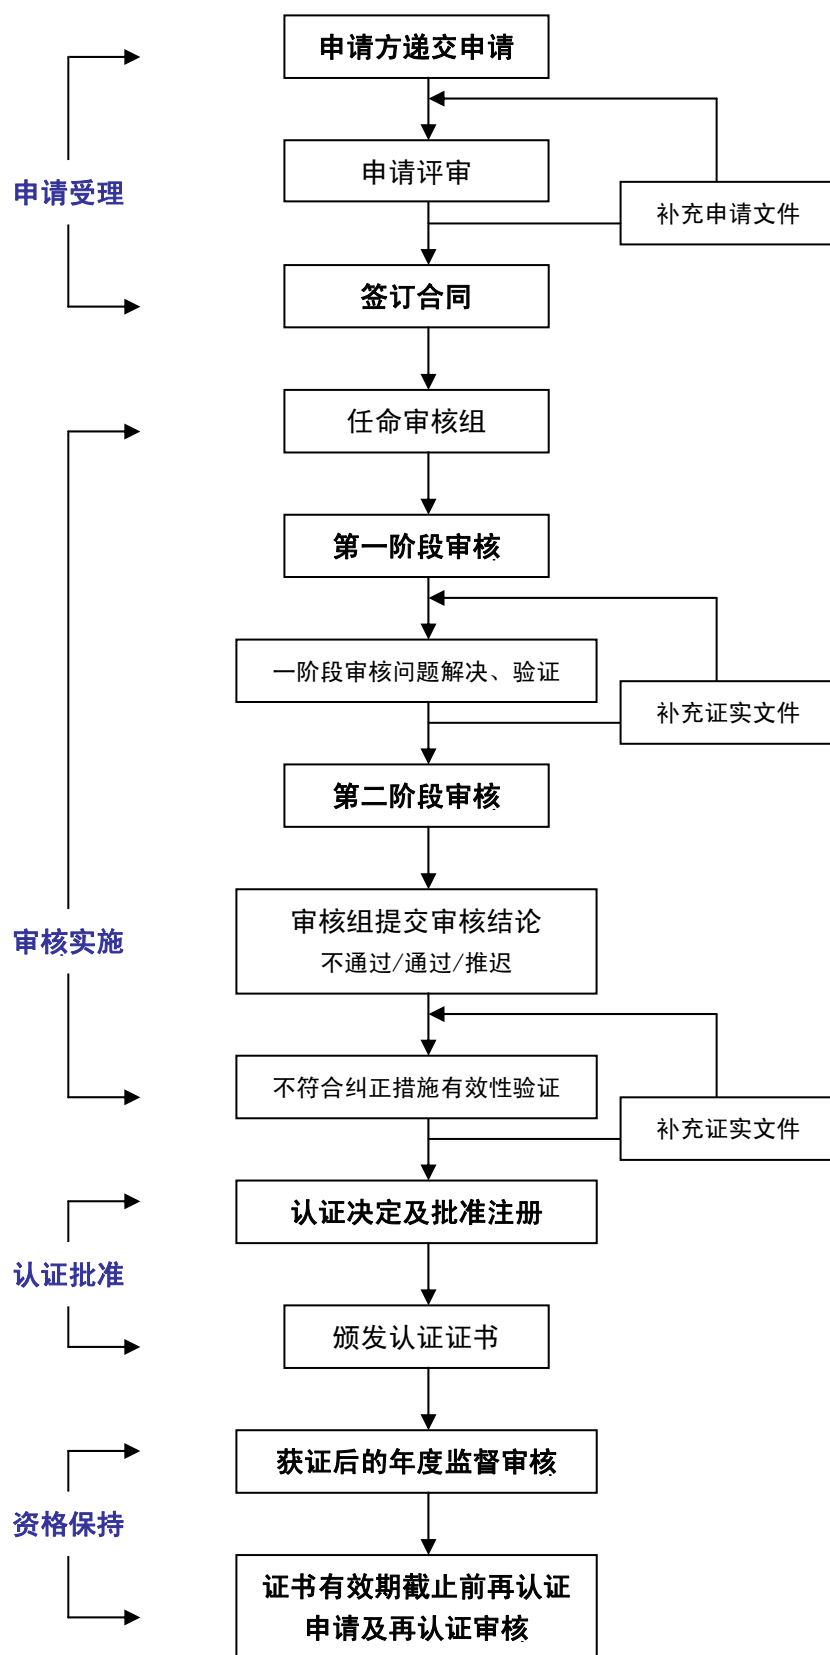 申请方递交申请
申请评审
申请受理
补充申请文件
签订合同
任命审核组
第一阶段审核
一阶段审核问题解决、验证
补充证实文件
第二阶段审核
审核组提交审核结论
不通过/通过/推迟
审核实施
不符合纠正措施有效性验证
补充证实文件
认证决定及批准注册
认证批准
颁发认证证书
获证后的年度监督审核
资格保持
证书有效期截止前再认证
申请及再认证审核